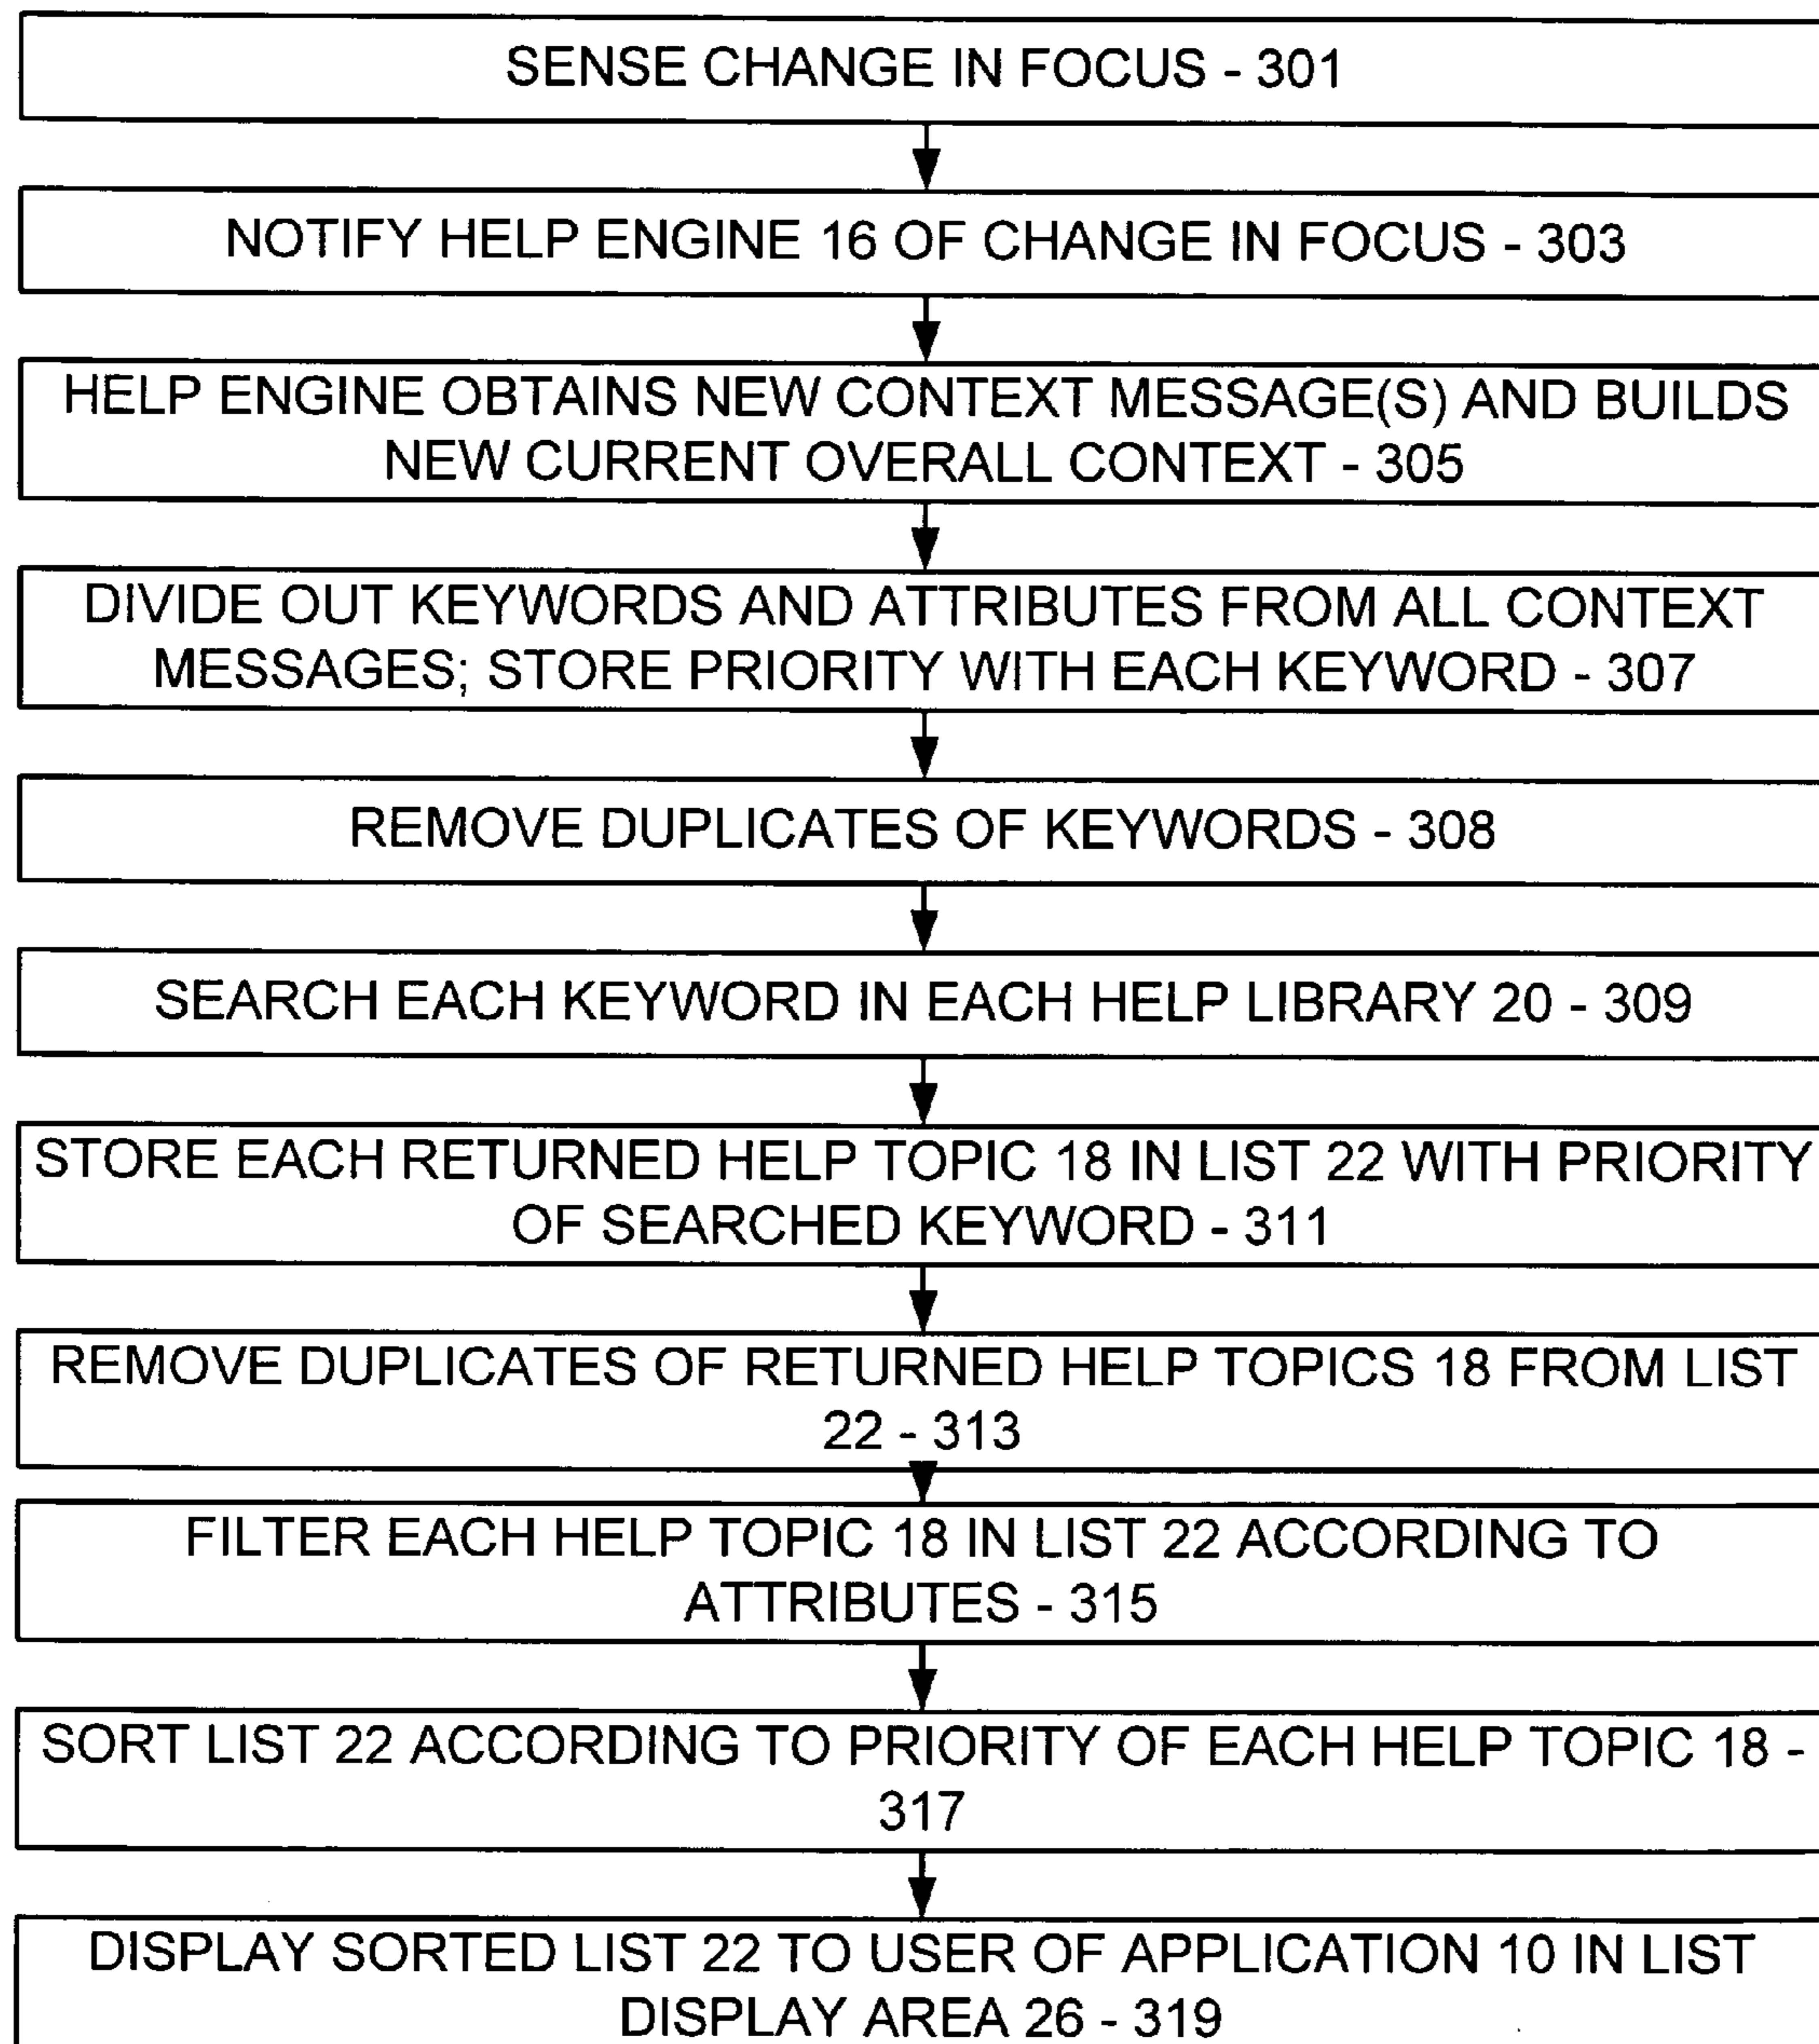 SENSE CHANGE IN FOCUS - 301
NOTIFY HELP ENGINE 16 OF CHANGE IN FOCUS - 303
HELP ENGINE OBTAINS NEW CONTEXT MESSAGE(S) AND BUILDS
NEW CURRENT OVERALL CONTEXT - 305
DIVIDE OUT KEYWORDS AND ATTRIBUTES FROM ALL CONTEXT
MESSAGES; STORE PRIORITY WITH EACH KEYWORD - 307
REMOVE DUPLICATES OF KEYWORDS - 308
SEARCH EACH KEYWORD IN EACH HELP LIBRARY 20 - 309
STORE EACH RETURNED HELP TOPIC 18 IN LIST 22 WITH PRIORITY
OF SEARCHED KEYWORD - 311
REMOVE DUPLICATES OF RETURNED HELP TOPICS 18 FROM LIST
22 - 313
FILTER EACH HELP TOPIC 18 IN LIST 22 ACCORDING TO
ATTRIBUTES - 315
SORT LIST 22 ACCORDING TO PRIORITY OF EACH HELP TOPIC 18 -
317
DISPLAY SORTED LIST 22 TO USER OF APPLICATION 10 IN LIST
DISPLAY AREA 26 - 319